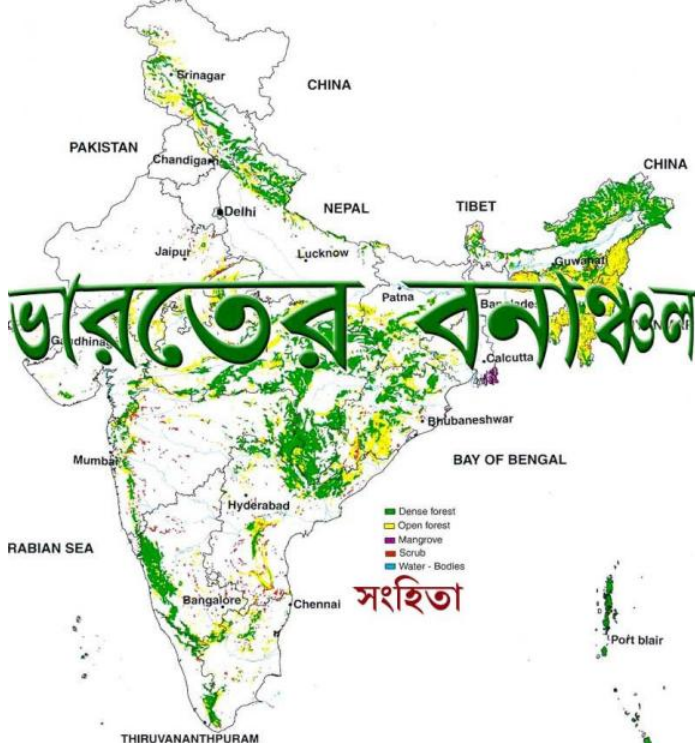 Srinagar
CHINA
PAKISTAN
Chandigarh
CHINA
Delhi
NEPAL
TIBET
Jaipur
Lucknow
Guwahati
ভারতের বনাঞ্চল
Patna
Calcutta
Bhubaneshwar
Mumbai
BAY OF BENGAL
Hyderabad
Dense forest
Open forest
Mangrove
Scrub
Water - Bodies
RABIAN SEA
সংহিতা
Bangalore
Chennai
Port blair
THIRUVANANTHPURAM